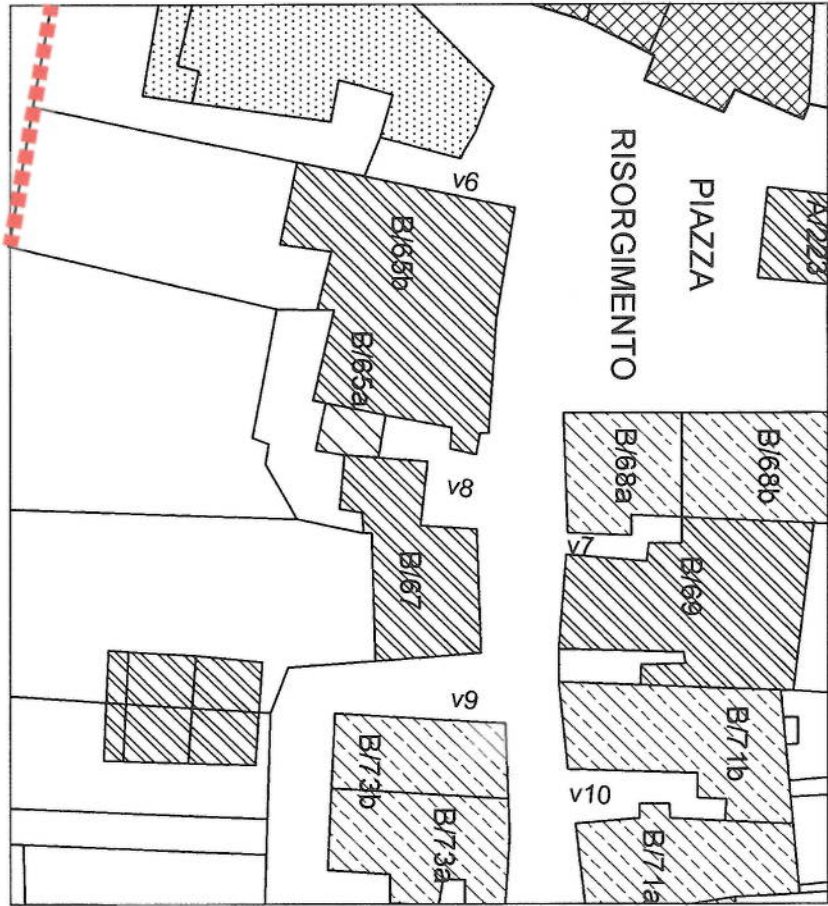 PIAZZA
RISORGIMENTO
A/223
v6
B/65b
B/65a
B/68b
B/68a
v8
v7
B/67
B/69
v9
B/71b
B/73b
v10
B/73a
B/71a